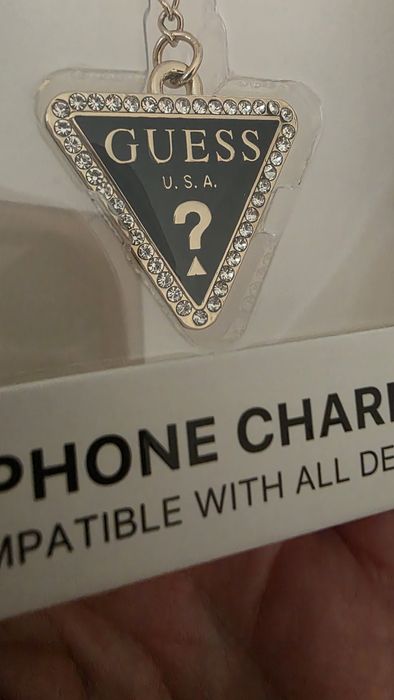 GUESS
U.S.A.
?
PHONE CHAR
MPATIBLE WITH ALL DE